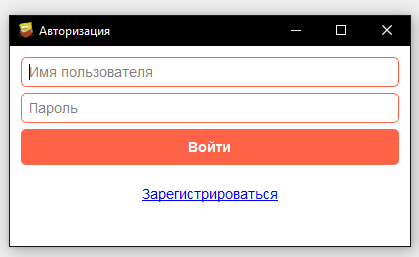 Авторизация
Имя пользователя
Пароль
Войти
Зарегистрироваться